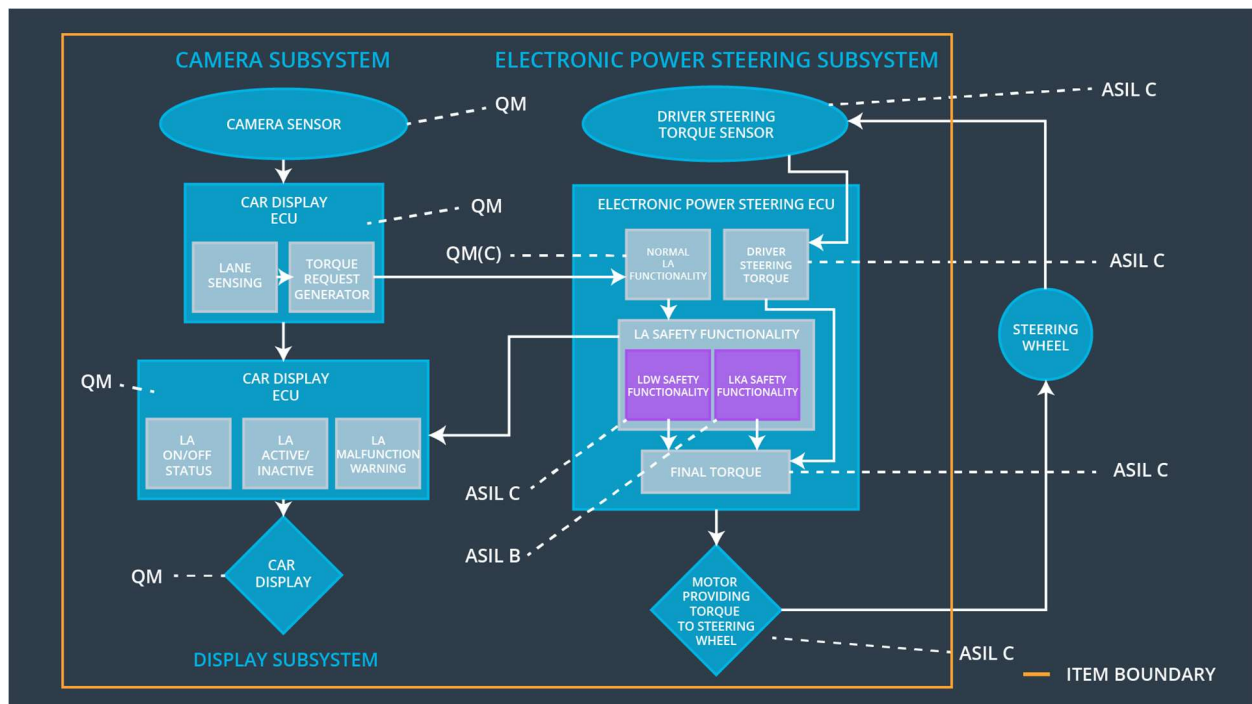 CAMERA SUBSYSTEM
ELECTRONIC POWER STEERING SUBSYSTEM
CAMERA SENSOR
QM
DRIVER STEERING
TORQUE SENSOR
ASIL C
CAR DISPLAY
ECU
QM
LANE
SENSING
TORQUE
REQUEST
GENERATOR
ELECTRONIC POWER STEERING ECU
QM(C)
NORMAL
LA
FUNCTIONALITY
DRIVER
STEERING
TORQUE
ASIL C
LA SAFETY FUNCTIONALITY
LDW SAFETY
FUNCTIONALITY
LKA SAFETY
FUNCTIONALITY
STEERING
WHEEL
CAR DISPLAY
ECU
QM
LA
ON/OFF
STATUS
LA
ACTIVE/
INACTIVE
LA
MALFUNCTION
WARNING
FINAL TORQUE
ASIL C
ASIL C
ASIL B
CAR
DISPLAY
QM
MOTOR
PROVIDING
TORQUE
TO STEERING
WHEEL
ASIL C
DISPLAY SUBSYSTEM
ITEM BOUNDARY